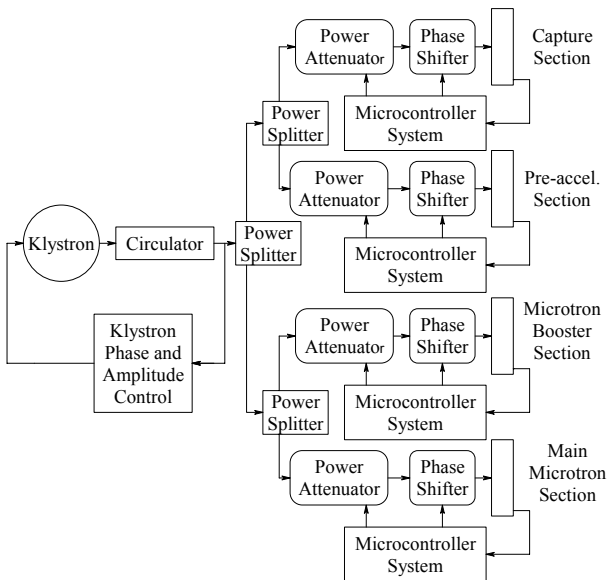 Power
Attenuator
Phase
Shifter
Capture
Section
Microcontroller
System
Power
Splitter
Power
Attenuator
Phase
Shifter
Pre-accel.
Section
Microcontroller
System
Klystron
Circulator
Power
Splitter
Klystron
Phase and
Amplitude
Control
Power
Attenuator
Phase
Shifter
Microtron
Booster
Section
Microcontroller
System
Power
Splitter
Power
Attenuator
Phase
Shifter
Main
Microtron
Section
Microcontroller
System